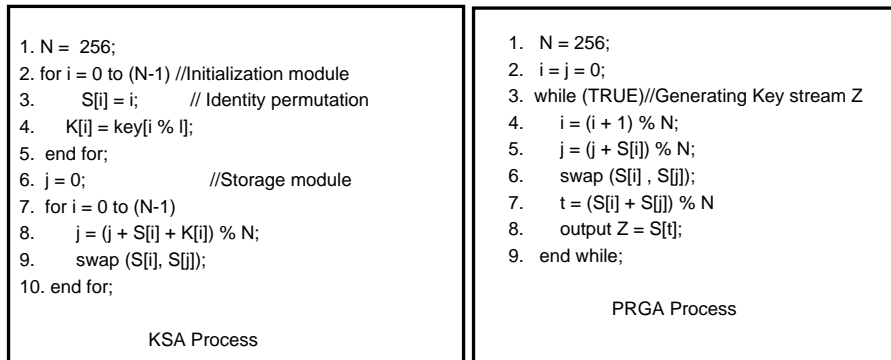 1. N = 256;
2. for i = 0 to (N-1) //Initialization module
3. S[i] = i; // Identity permutation
4. K[i] = key[i % l];
5. end for;
6. j = 0; //Storage module
7. for i = 0 to (N-1)
8. j = (j + S[i] + K[i]) % N;
9. swap (S[i], S[j]);
10. end for;
KSA Process
1. N = 256;
2. i = j = 0;
3. while (TRUE)//Generating Key stream Z
4. i = (i + 1) % N;
5. j = (j + S[i]) % N;
6. swap (S[i] , S[j]);
7. t = (S[i] + S[j]) % N
8. output Z = S[t];
9. end while;
PRGA Process